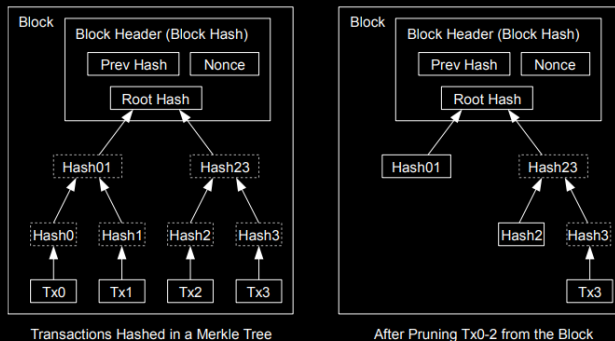 Block
Block Header (Block Hash)
Prev Hash
Nonce
Root Hash
Hash01
Hash23
Hash0
Hash1
Hash2
Hash3
Tx0
Tx1
Tx2
Tx3
Transactions Hashed in a Merkle Tree
Block
Block Header (Block Hash)
Prev Hash
Nonce
Root Hash
Hash01
Hash23
Hash2
Hash3
Tx3
After Pruning Tx0-2 from the Block